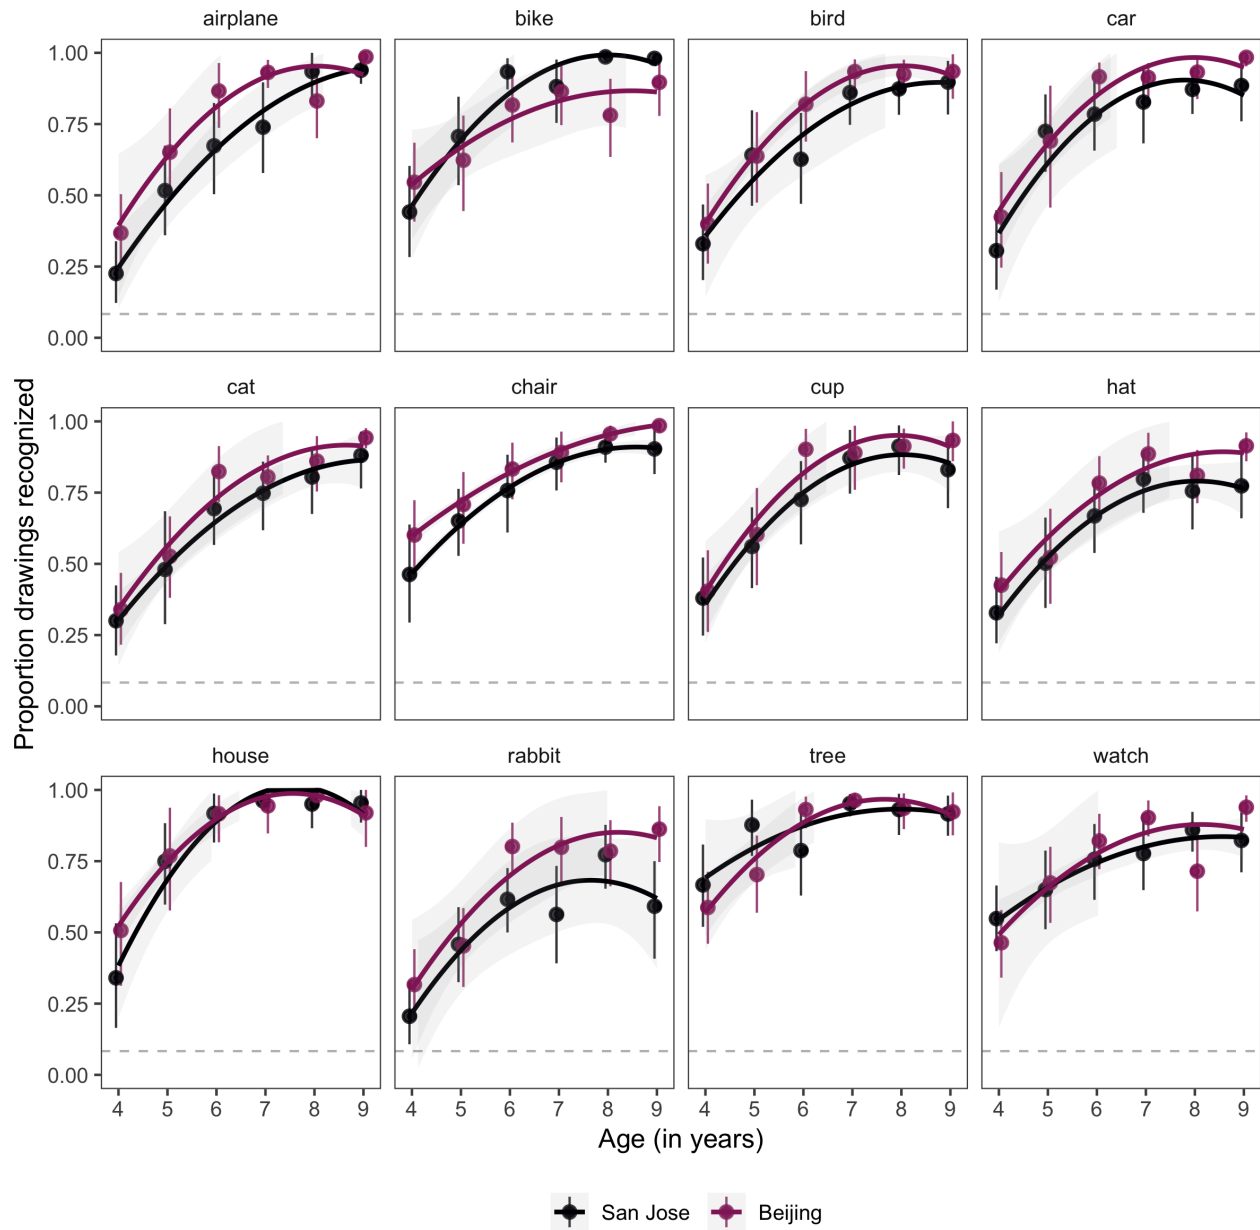 airplane bike bird car
1.00
0.75
0.50
0.25
0.00
cat chair cup hat
1.00
0.75
0.50
0.25
0.00
Proportion drawings recognized
house rabbit tree watch
1.00
0.75
0.50
0.25
0.00
4 5 6 7 8 9 4 5 6 7 8 9 4 5 6 7 8 9 4 5 6 7 8 9
Age (in years)
San Jose Beijing